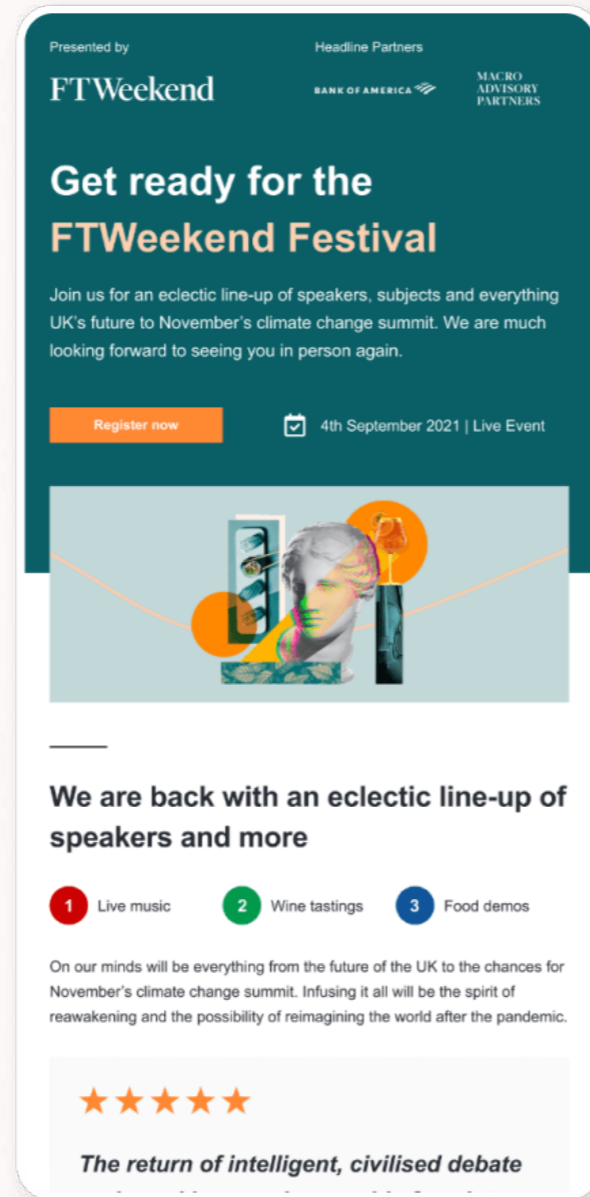 Presented by
Headline Partners
FTWeekend
BANK OF AMERICA
MACRO
ADVISORY
PARTNERS
Get ready for the
FTWeekend Festival
Join us for an eclectic line-up of speakers, subjects and everything
UK's future to November's climate change summit. We are much
looking forward to seeing you in person again.
Register now
4th September 2021 | Live Event
We are back with an eclectic line-up of
speakers and more
1 Live music
2 Wine tastings
3 Food demos
On our minds will be everything from the future of the UK to the chances for
November's climate change summit. Infusing it all will be the spirit of
reawakening and the possibility of reimagining the world after the pandemic.
The return of intelligent, civilised debate